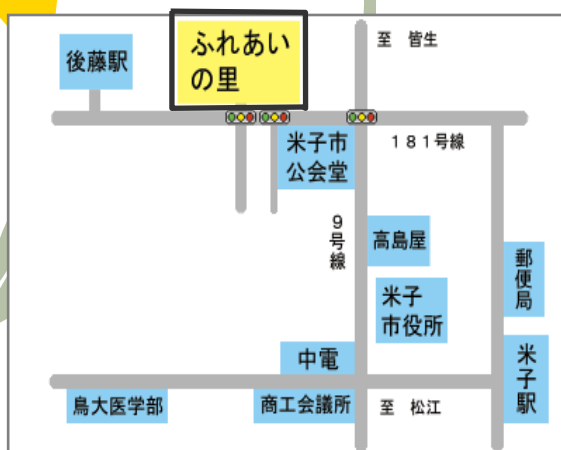 至 皆生
ふれあい
の里
後藤駅
181号線
米子市
公会堂
9号線
高島屋
郵便局
米子
市役所
米子駅
中電
鳥大医学部
商工会議所
至 松江